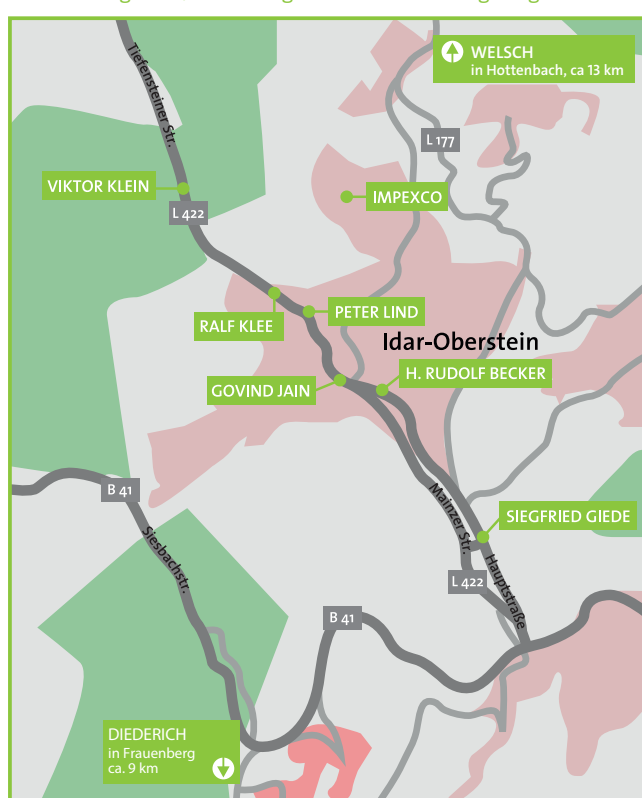 WELSCH
in Hottenbach, ca 13 km
Tiefensteiner Str.
L 177
VIKTOR KLEIN
IMPEXCO
L 422
PETER LIND
RALF KLEE
Idar-Oberstein
H. RUDOLF BECKER
GOVIND JAIN
B 41
Mainzer Str.
SIEGFRIED GIEDE
Siesbachstr.
Hauptstraße
L 422
B 41
DIEDERICH
in Frauenberg
ca. 9 km